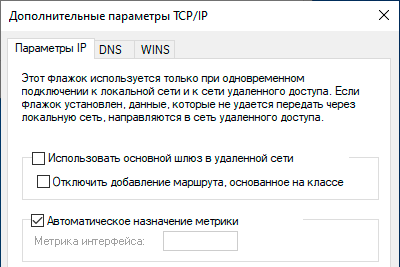 Дополнительные параметры TCP/IP
Параметры IP DNS WINS
Этот флажок используется только при одновременном
подключении к локальной сети и к сети удаленного доступа. Если
флажок установлен, данные, которые не удается передать через
локальную сеть, направляются в сеть удаленного доступа.
Использовать основной шлюз в удаленной сети
Отключить добавление маршрута, основанное на классе
Автоматическое назначение метрики
Метрика интерфейса: